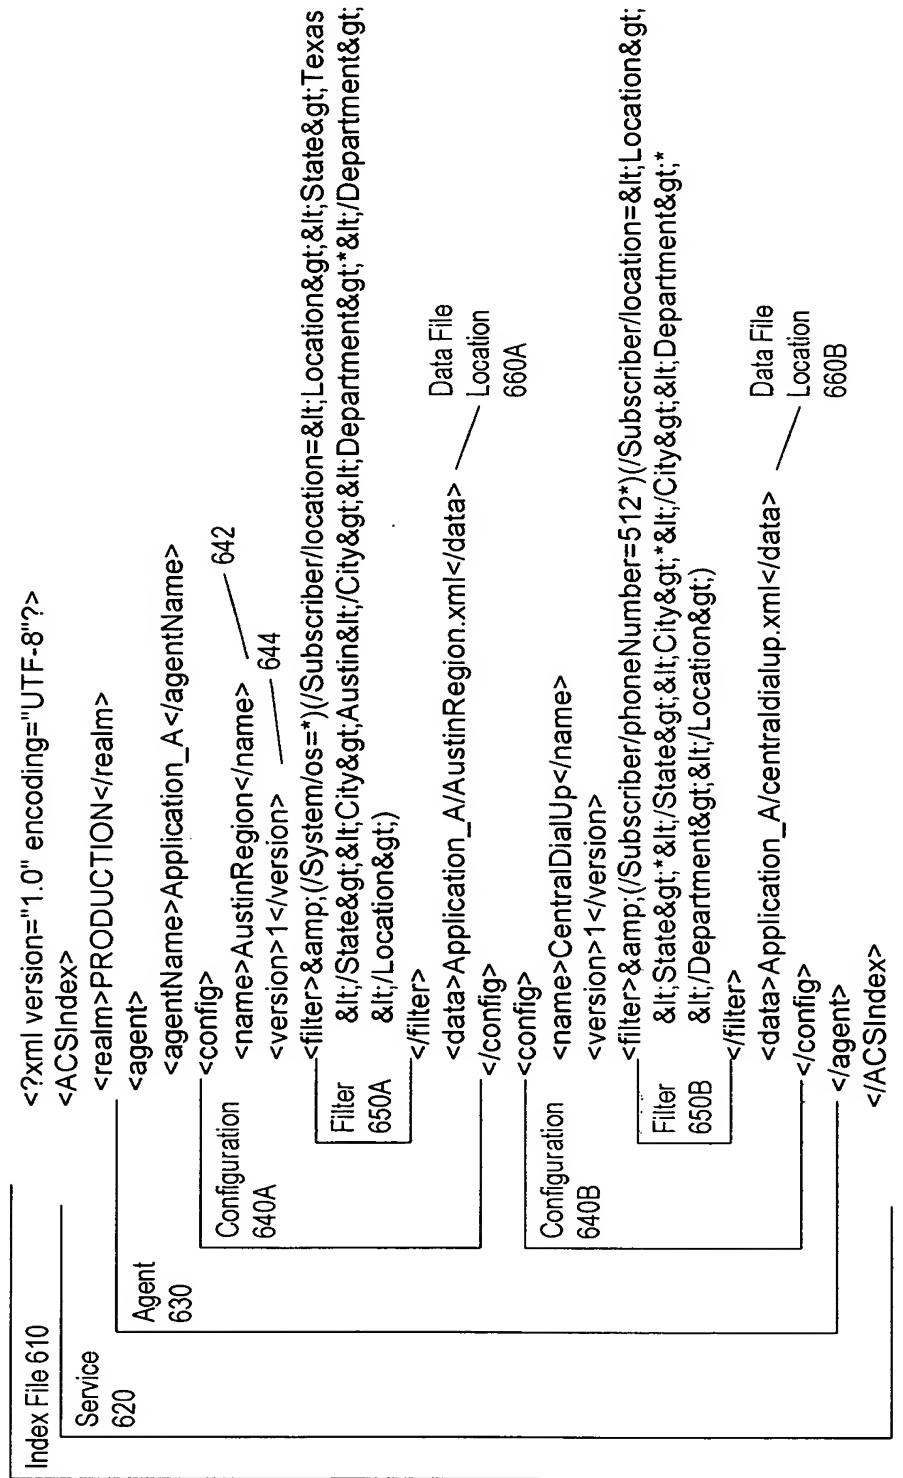 Index File 610
Service
620
Agent
630
Configuration
640A
Filter
650A
Configuration
640B
Filter
650B
<?xml version="1.0" encoding="UTF-8"?>
<ACSIndex>
<realm>PRODUCTION</realm>
<agent>
<agentName>Application_A</agentName>
<config>
<name>AustinRegion</name>
642
<version>1</version>
644
<filter>&amp;(/System/os=*)(/Subscriber/location=&lt;Location&gt;&lt;State&gt;Texas
&lt;/State&gt;&lt;City&gt;Austin&lt;/City&gt;&lt;Department&gt;*&lt;/Department&gt;
&lt;/Location&gt;)
</filter>
<data>Application_A/AustinRegion.xml</data>
Data File
Location
660A
</config>
<config>
<name>CentralDialUp</name>
<version>1</version>
<filter>&amp;(/Subscriber/phoneNumber=512*)(/Subscriber/location=&lt;Location&gt;
&lt;State&gt;*&lt;/State&gt;&lt;City&gt;*&lt;/City&gt;&lt;Department&gt;*
&lt;/Department&gt;&lt;/Location&gt;)
</filter>
<data>Application_A/centraldialup.xml</data>
Data File
Location
660B
</config>
</agent>
</ACSIndex>